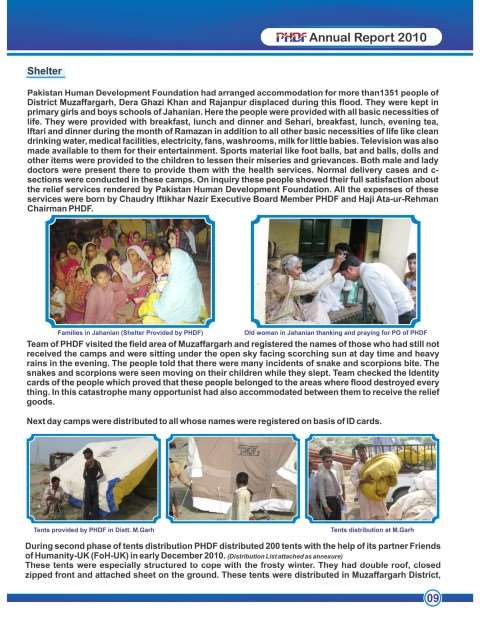 PHDF Annual Report 2010
Shelter
Pakistan Human Development Foundation had arranged accommodation for more than1351 people of
District Muzaffargarh, Dera Ghazi Khan and Rajanpur displaced during this flood. They were kept in
primary girls and boys schools of Jahanian. Here the people were provided with all basic necessities of
life. They were provided with breakfast, lunch and dinner and Sehari, breakfast, lunch, evening tea,
Iftari and dinner during the month of Ramazan in addition to all other basic necessities of life like clean
drinking water, medical facilities, electricity, fans, washrooms, milk for little babies. Television was also
made available to them for their entertainment. Sports material like foot balls, bat and balls, dolls and
other items were provided to the children to lessen their miseries and grievances. Both male and lady
doctors were present there to provide them with the health services. Normal delivery cases and c-
sections were conducted in these camps. On inquiry these people showed their full satisfaction about
the relief services rendered by Pakistan Human Development Foundation. All the expenses of these
services were born by Chaudry Iftikhar Nazir Executive Board Member PHDF and Haji Ata-ur-Rehman
Chairman PHDF.
Families in Jahanian (Shelter Provided by PHDF)
Old woman in Jahanian thanking and praying for PO of PHDF
Team of PHDF visited the field area of Muzaffargarh and registered the names of those who had still not
received the camps and were sitting under the open sky facing scorching sun at day time and heavy
rains in the evening. The people told that there were many incidents of snake and scorpions bite. The
snakes and scorpions were seen moving on their children while they slept. Team checked the Identity
cards of the people which proved that these people belonged to the areas where flood destroyed every
thing. In this catastrophe many opportunist had also accommodated between them to receive the relief
goods.
Next day camps were distributed to all whose names were registered on basis of ID cards.
PHDF
Tents provided by PHDF in Distt. M.Garh
Tents distribution at M.Garh
During second phase of tents distribution PHDF distributed 200 tents with the help of its partner Friends
of Humanity-UK (FoH-UK) in early December 2010. (Distribution List attached as annexure)
These tents were especially structured to cope with the frosty winter. They had double roof, closed
zipped front and attached sheet on the ground. These tents were distributed in Muzaffargarh District,
09